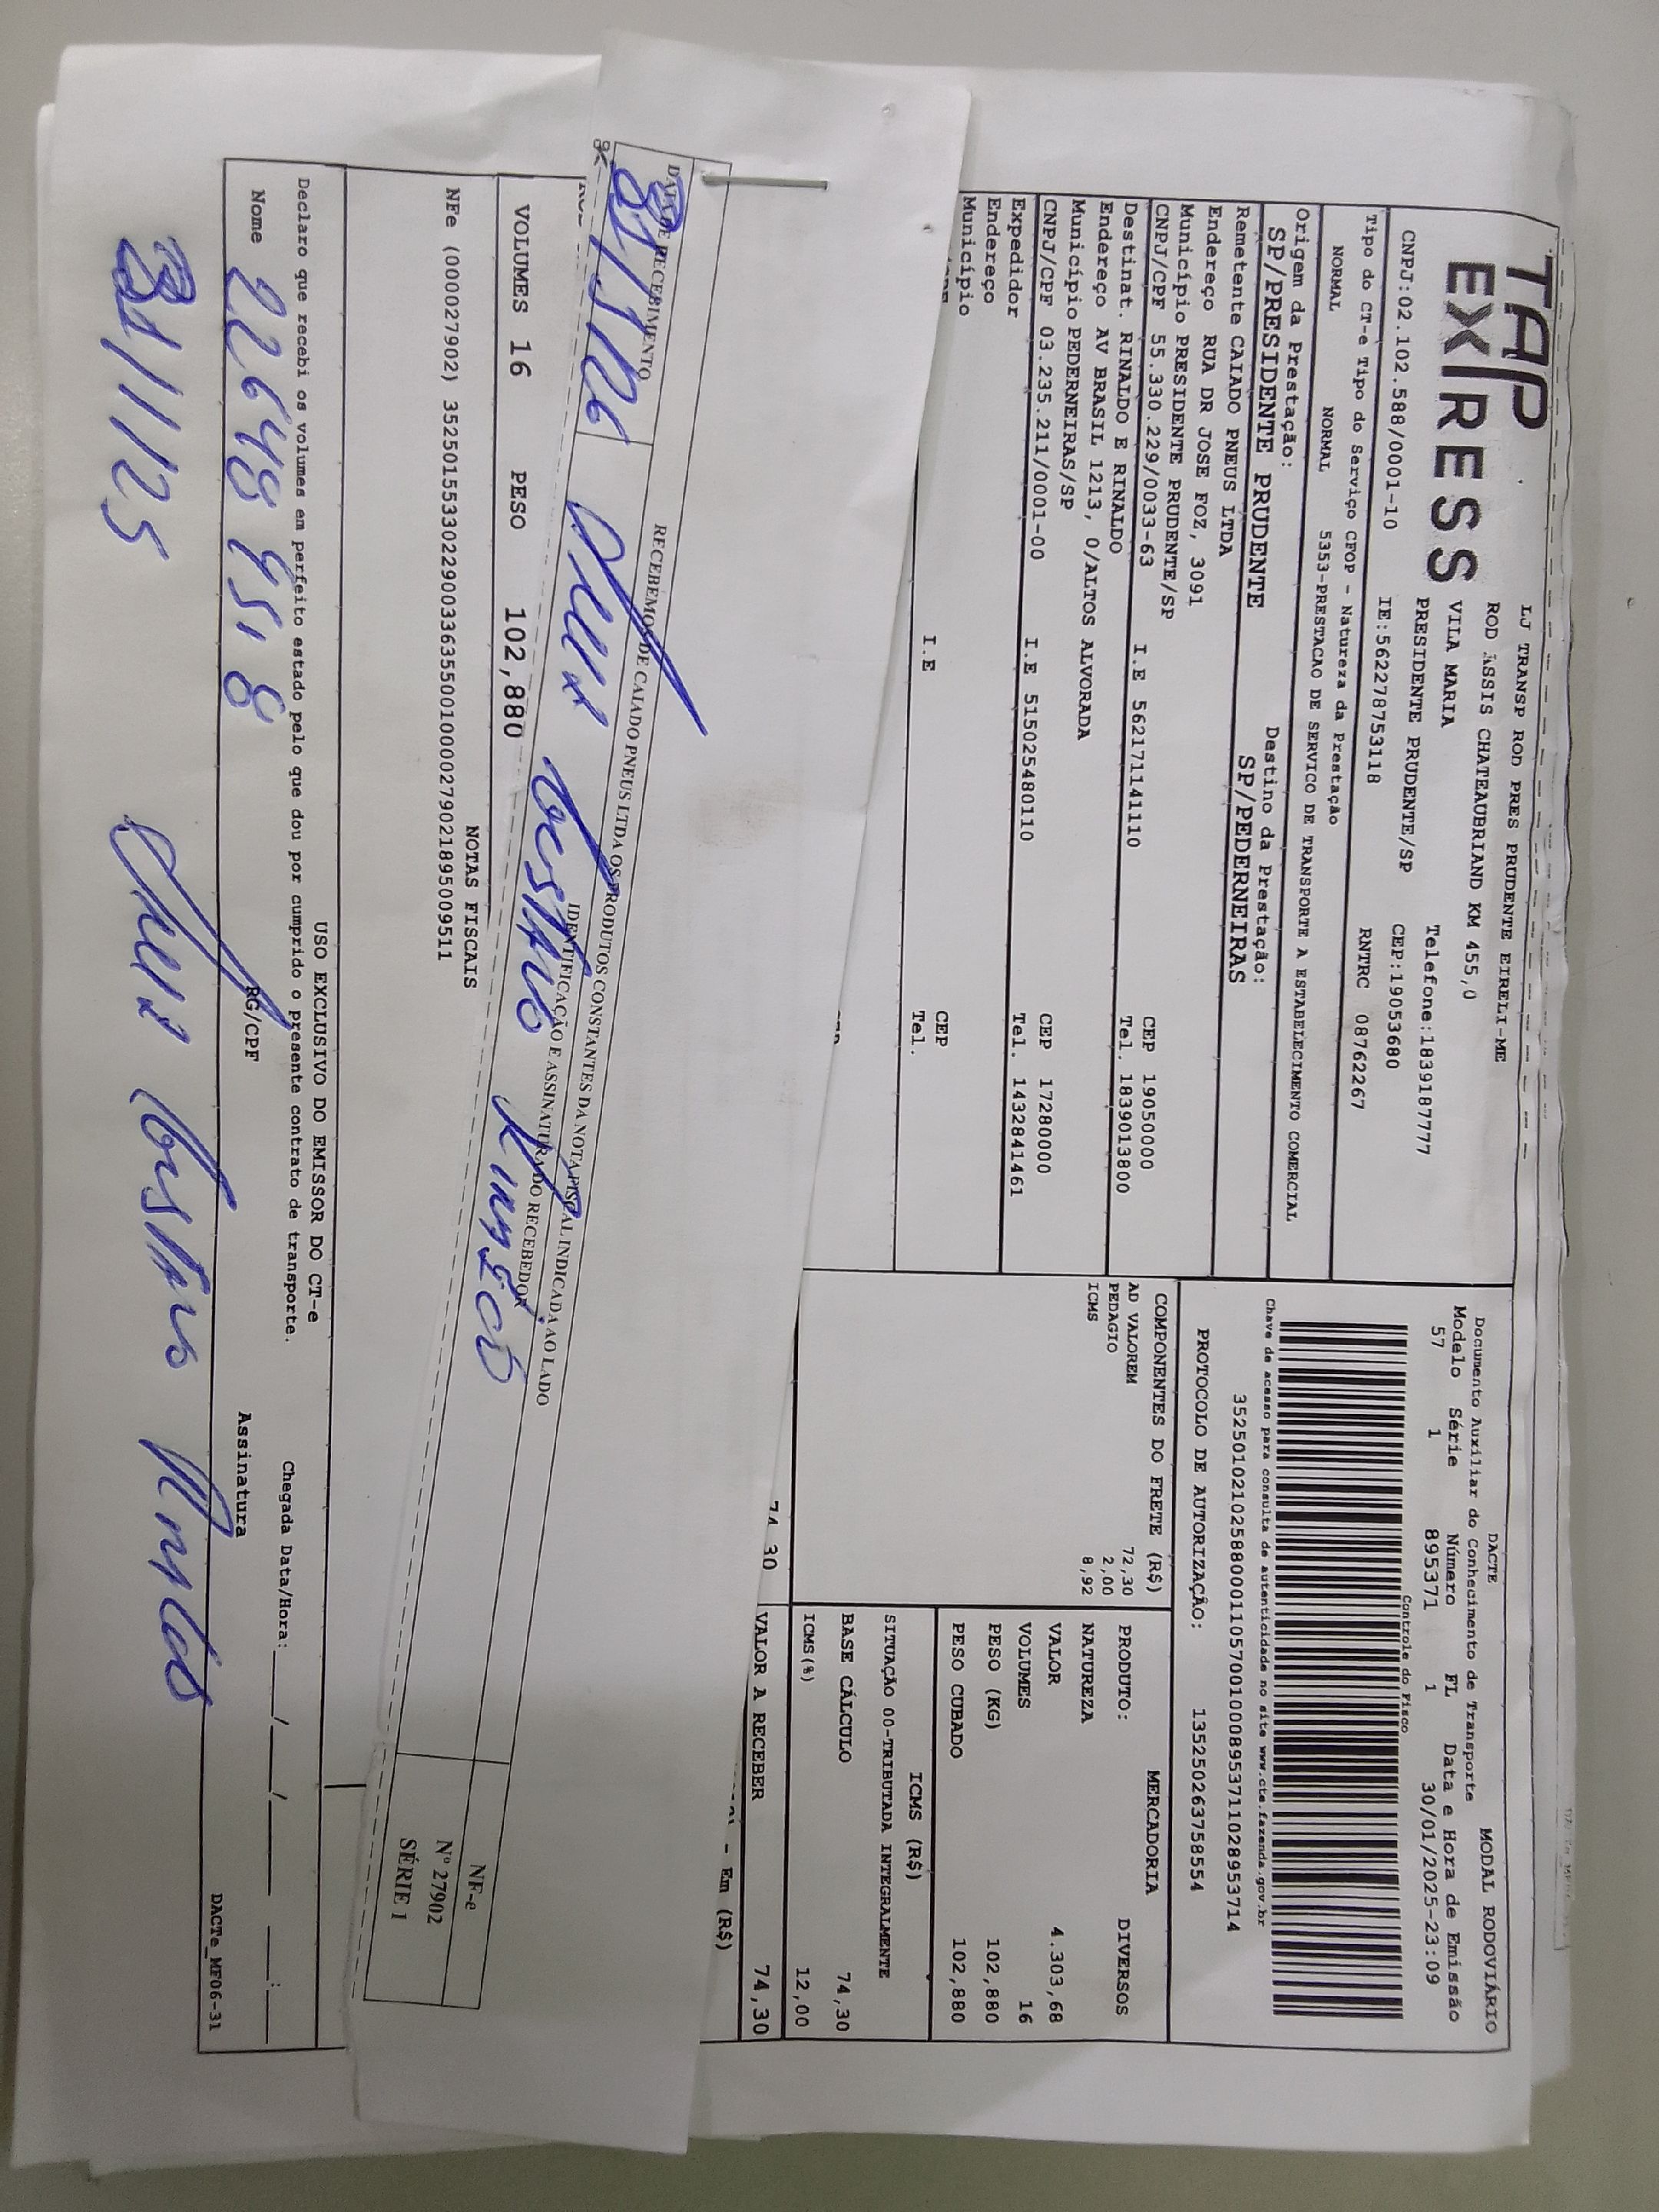 TAP
EXPRESS
LJ TRANSP ROD PRES PRUDENTE EIRELI-ME
ROD ASSIS CHATEAUBRIAND KM 455,0
VILA MARIA
Telefone:1839187777
PRESIDENTE PRUDENTE/SP CEP:19053680
CNPJ:02.102.588/0001-10 IE:562278753118 RNTRC 08762267
Tipo do CT-e Tipo do Serviço CFOP - Natureza da Prestação
NORMAL NORMAL 5353-PRESTACAO DE SERVICO DE TRANSPORTE A ESTABELECIMENTO COMERCIAL
Origem da Prestação: Destino da Prestação:
SP/PRESIDENTE PRUDENTE SP/PEDERNEIRAS
Remetente CAIADO PNEUS LTDA
Endereço RUA DR JOSE FOZ, 3091
Município PRESIDENTE PRUDENTE/SP CEP 19050000
CNPJ/CPF 55.330.229/0033-63 I.E 562171141110 Tel. 1839013800
Destinat. RINALDO E RINALDO
Endereço AV BRASIL 1213, 0/ALTOS ALVORADA
Município PEDERNEIRAS/SP CEP 17280000
CNPJ/CPF 03.235.211/0001-00 I.E 515025480110 Tel. 1432841461
Expedidor
Endereço
Município CEP
I.E Tel.
DACTE MODAL RODOVIÁRIO
Documento Auxiliar do Conhecimento de Transporte
Modelo Série Número FL Data e Hora de Emissão
57 1 895371 1 30/01/2025-23:09
Controle do Fisco
Chave de acesso para consulta de autenticidade no site www.cte.fazenda.gov.br
35250102102588000110570010008953711028953714
PROTOCOLO DE AUTORIZAÇÃO: 135250263758554
COMPONENTES DO FRETE (R$)
AD VALOREM 72,30
PEDAGIO 2,00
ICMS 8,92
74,30
MERCADORIA
PRODUTO: DIVERSOS
NATUREZA
VALOR 4.303,68
VOLUMES 16
PESO (KG) 102,880
PESO CUBADO 102,880
ICMS (R$)
SITUAÇÃO 00-TRIBUTADA INTEGRALMENTE
BASE CÁLCULO 74,30
ICMS(%) 12,00
VALOR A RECEBER 74,30
- Em (R$)
RECEBEMOS DE CAIADO PNEUS LTDA OS PRODUTOS CONSTANTES DA NOTA FISCAL INDICADA AO LADO
DATA DE RECEBIMENTO IDENTIFICAÇÃO E ASSINATURA DO RECEBEDOR
NF-e
Nº 27902
SÉRIE 1
VOLUMES 16 PESO 102,880
NOTAS FISCAIS
NFe (000027902) 35250155330229003363550010000279021895009511
USO EXCLUSIVO DO EMISSOR DO CT-e
Declaro que recebi os volumes em perfeito estado pelo que dou por cumprido o presente contrato de transporte. Chegada Data/Hora: ___/___/___ __:__
Nome 22648 951 8 RG/CPF Assinatura
31/1/25
DACTe_MF06-31